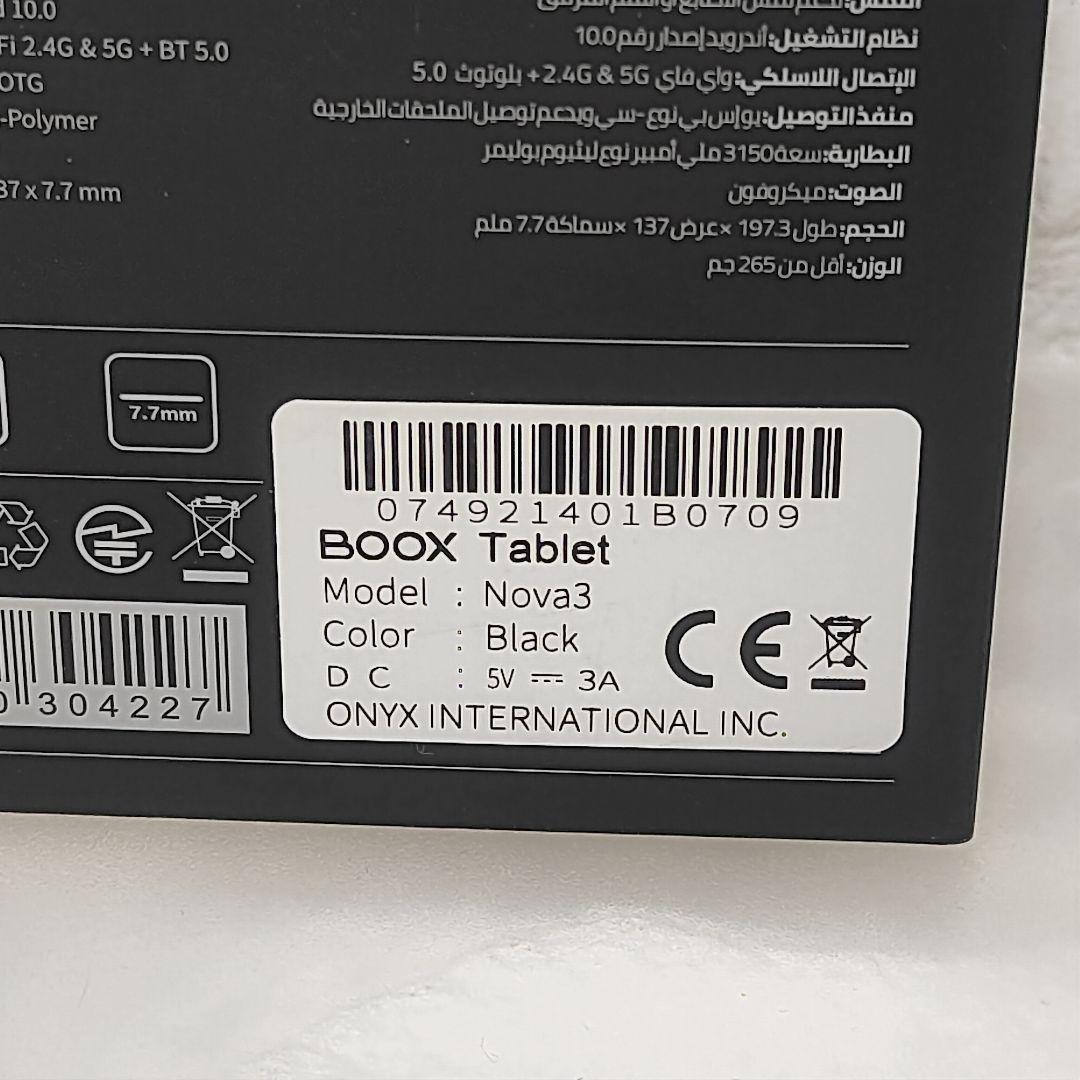 10.0
Fi 2.4G & 5G + BT 5.0
OTG
-Polymer
37 x 7.7 mm
نظام التشغيل: أندرويد إصدار رقم 10.0
الإتصال اللاسلكي: واي فاي 2.4G & 5G + بلوتوث 5.0
منفذ التوصيل: يو إس بي نوع-سي ويدعم توصيل الملحقات الخارجية
البطارية: سعة 3150 ملي أمبير نوع ليثيوم بوليمر
الصوت: ميكروفون
الحجم: طول 197.3 × عرض 137 × سماكة 7.7 ملم
الوزن: أقل من 265 جم
7.7mm
074921401B0709
BOOX Tablet
Model : Nova3
Color : Black
D C : 5V ⎓ 3A
ONYX INTERNATIONAL INC.
CE
0 304227